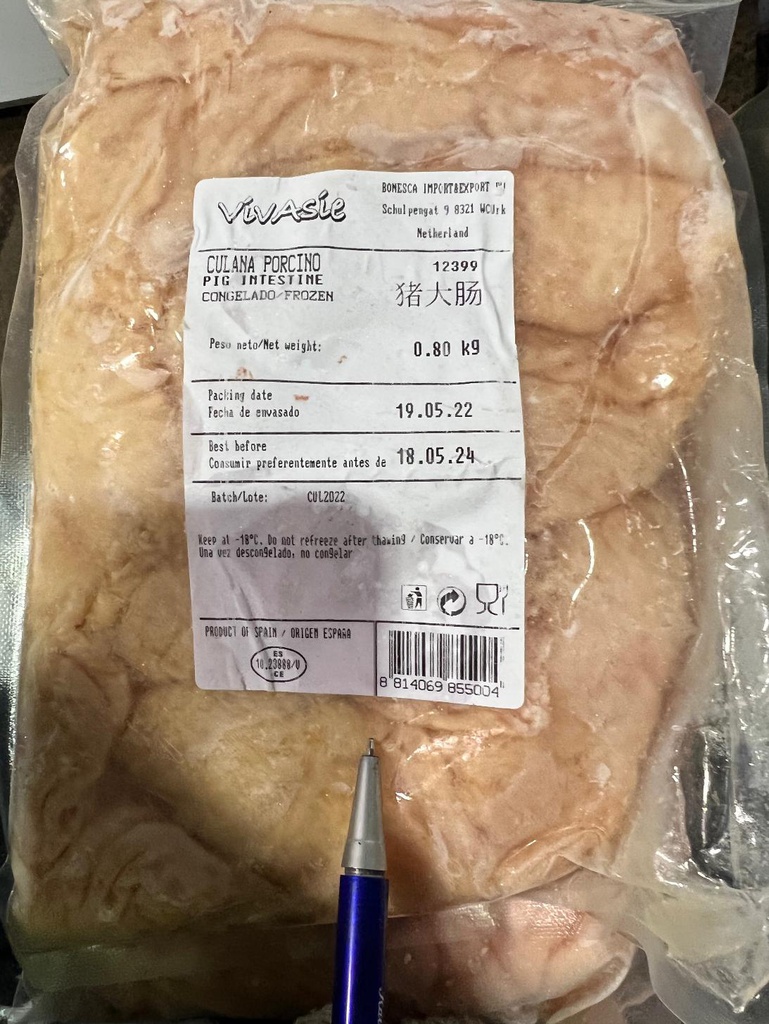 VivAsie
BONESCA IMPORT&EXPORT
Schulpengat 9 8321 WC Urk
Netherland
CULANA PORCINO
PIG INTESTINE
CONGELADO/FROZEN
12399
猪大肠
Peso neto/Net weight: 0.80 kg
Packing date
Fecha de envasado 19.05.22
Best before
Consumir preferentemente antes de 18.05.24
Batch/Lote: CUL2022
Keep at -18ºC. Do not refreeze after thawing / Conservar a -18ºC.
Una vez descongelado, no congelar
PRODUCT OF SPAIN / ORIGEN ESPAÑA
ES
CE
8 814069 855004